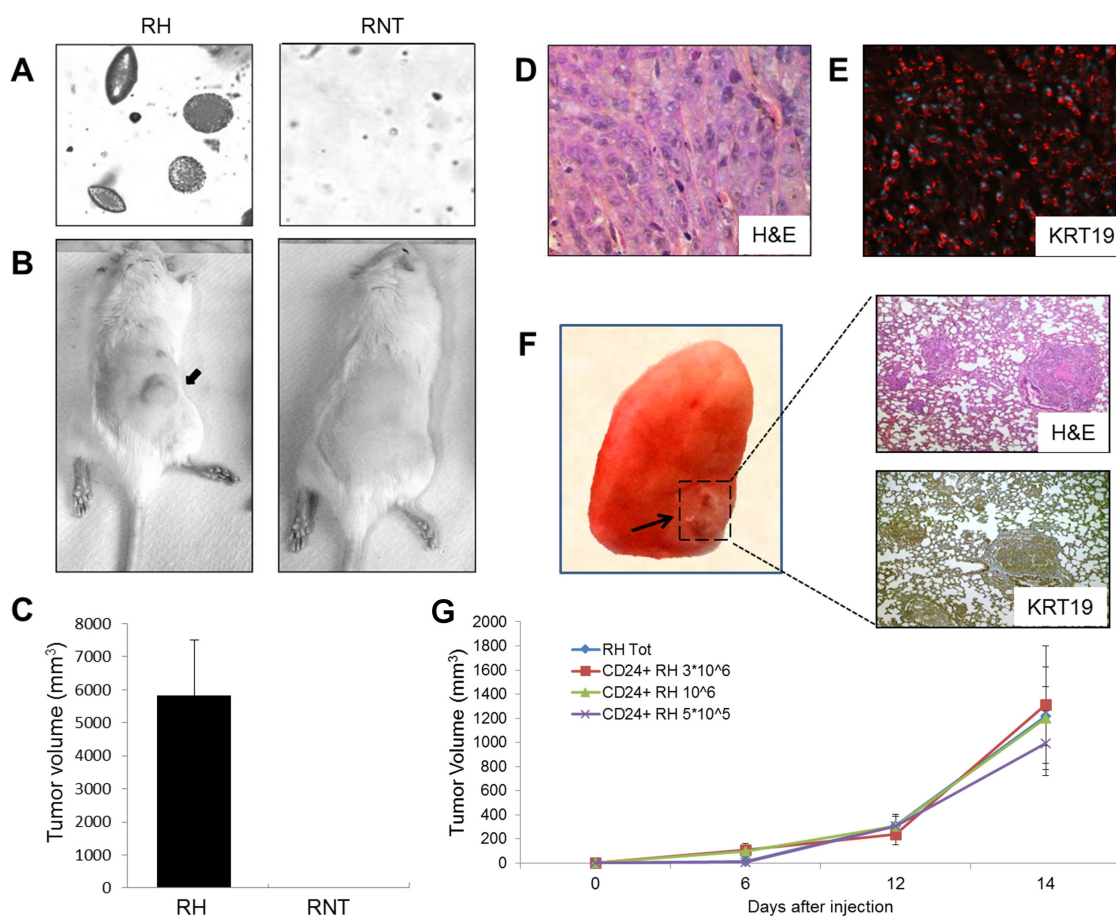 RH
RNT
A
B
C
Tumor volume (mm³)
8000
7000
6000
5000
4000
3000
2000
1000
0
RH
RNT
D
H&E
E
KRT19
F
H&E
KRT19
G
Tumor Volume (mm³)
2000
1800
1600
1400
1200
1000
800
600
400
200
0
RH Tot
CD24+ RH 3*10^6
CD24+ RH 10^6
CD24+ RH 5*10^5
0
6
12
14
Days after injection